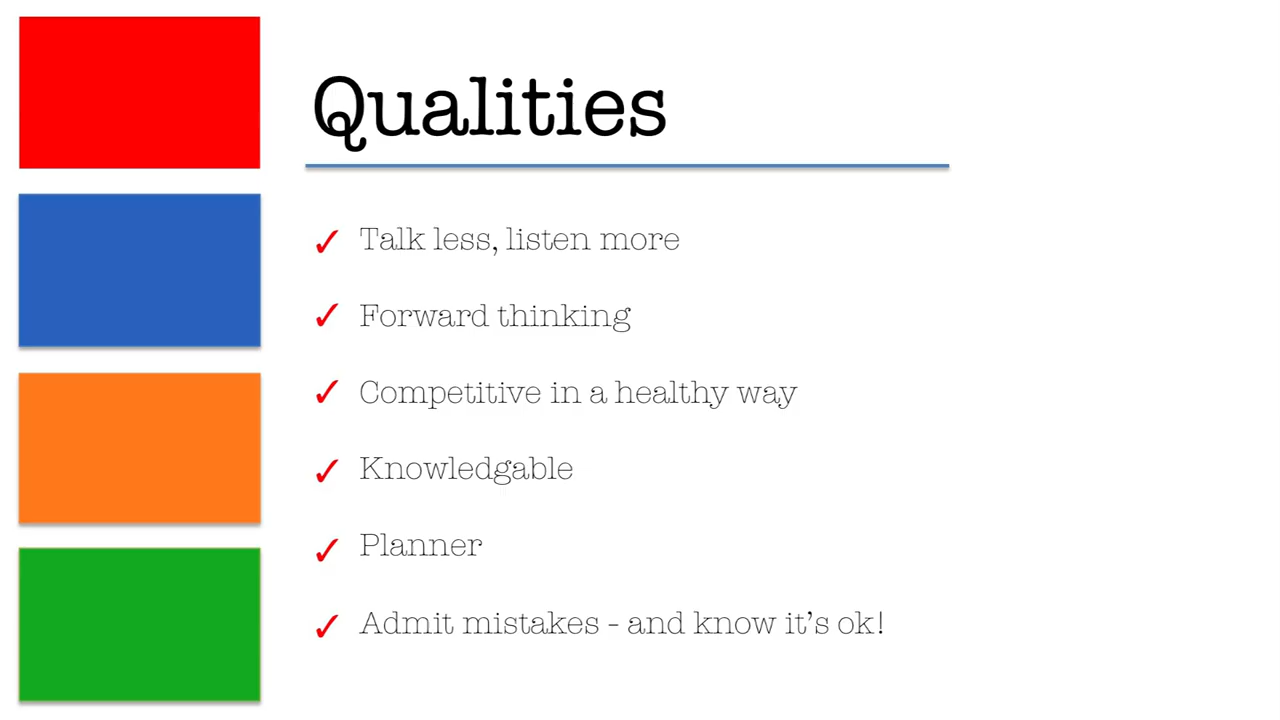 Qualities
✓ Talk less, listen more
✓ Forward thinking
✓ Competitive in a healthy way
✓ Knowledgable
✓ Planner
✓ Admit mistakes - and know it’s ok!